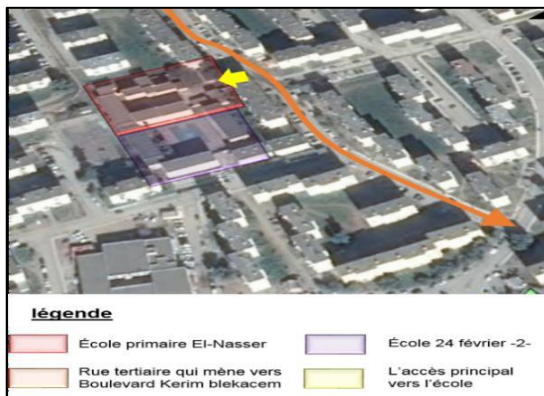 légende
École primaire El-Nasser
École 24 février -2-
Rue tertiaire qui mène vers
Boulevard Kerim blekacem
L'accès principal
vers l'école